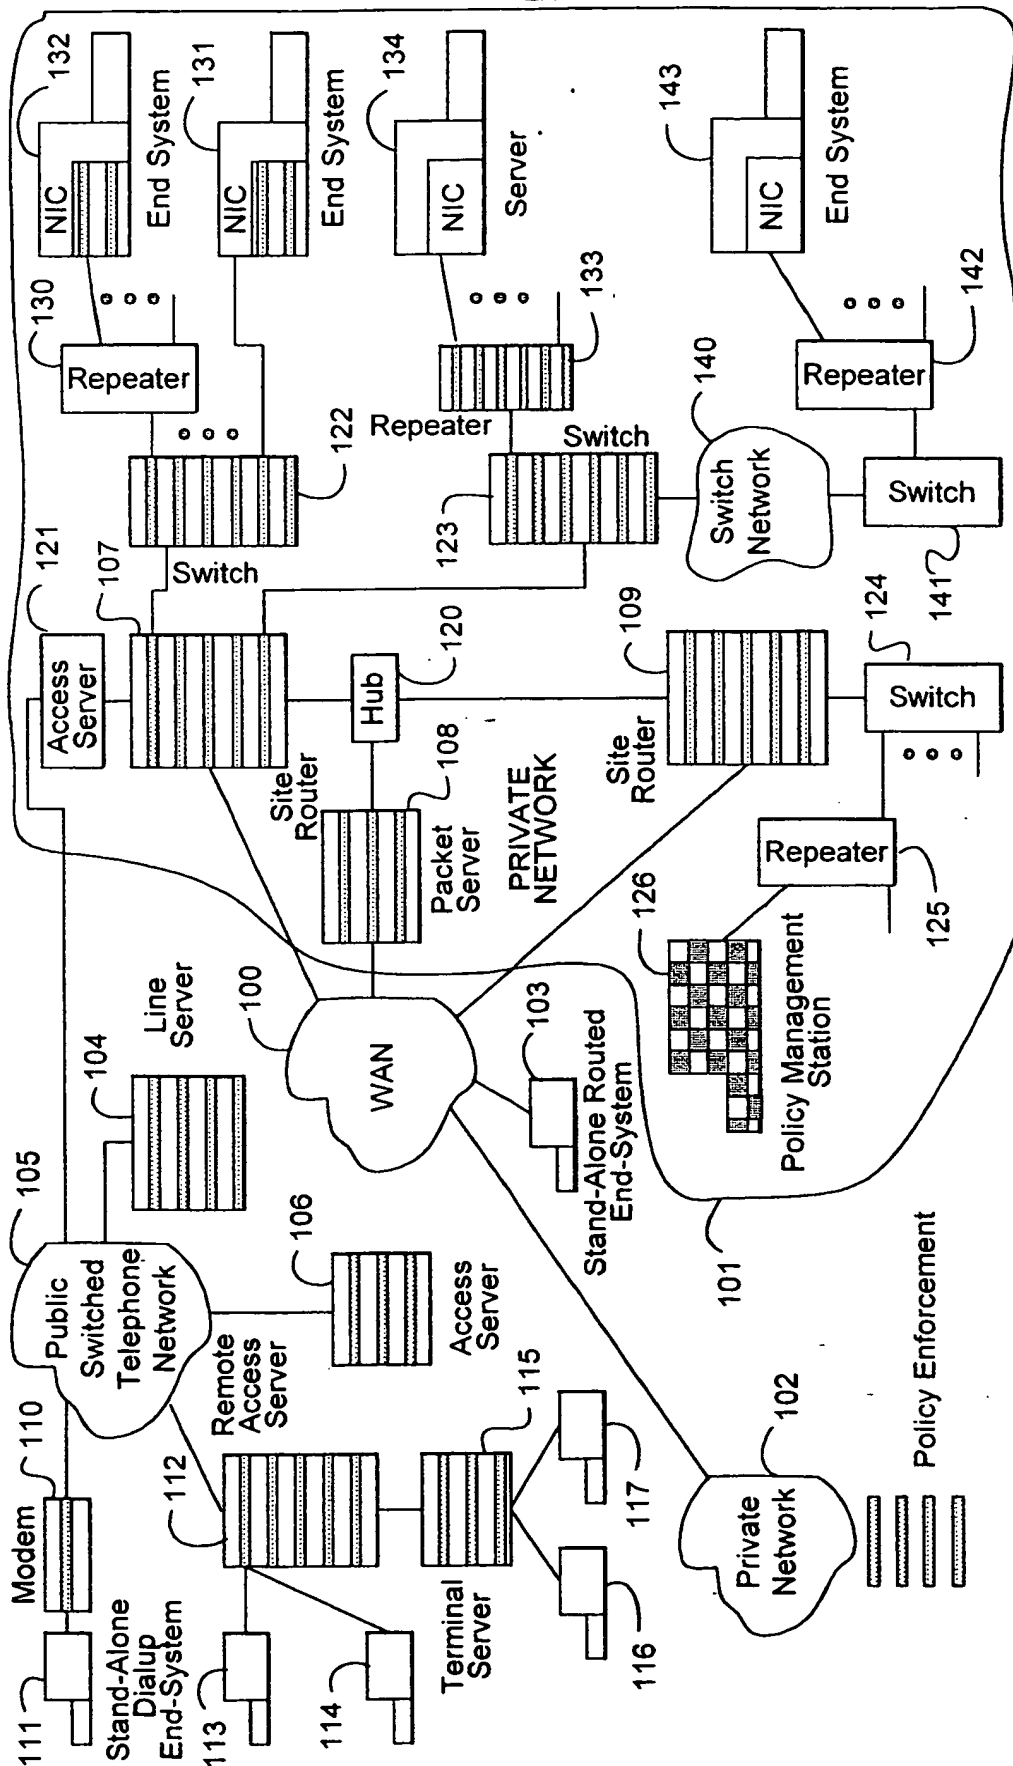 111
Stand-Alone
Dialup
End-System
Modem
110
113
114
112
Remote
Access
Server
Terminal
Server
115
116
117
105
Public
Switched
Telephone
Network
104
Line
Server
106
Access
Server
100
WAN
103
Stand-Alone Routed
End-System
102
Private
Network
Policy Enforcement
101
PRIVATE
NETWORK
121
Access
Server
107
Site
Router
108
Packet
Server
120
Hub
109
Site
Router
124
Switch
125
Repeater
126
Policy Management
Station
122
Switch
123
Switch
130
Repeater
132
NIC
End System
131
NIC
End System
133
Repeater
134
NIC
Server
140
Switch
Network
141
Switch
142
Repeater
143
NIC
End System